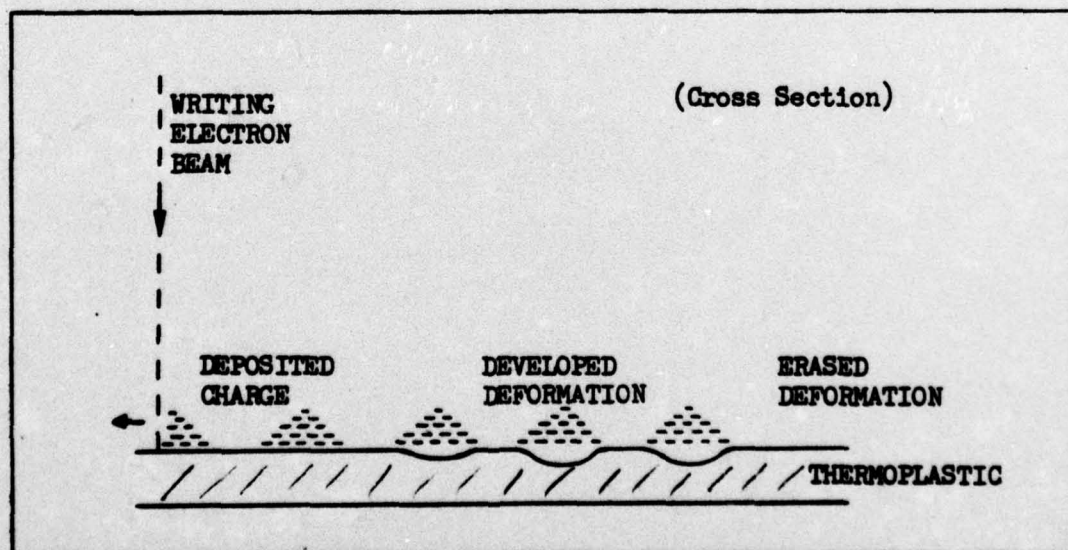 (Cross Section)
WRITING
ELECTRON
BEAM
DEPOSITED
CHARGE
DEVELOPED
DEFORMATION
ERASED
DEFORMATION
THERMOPLASTIC